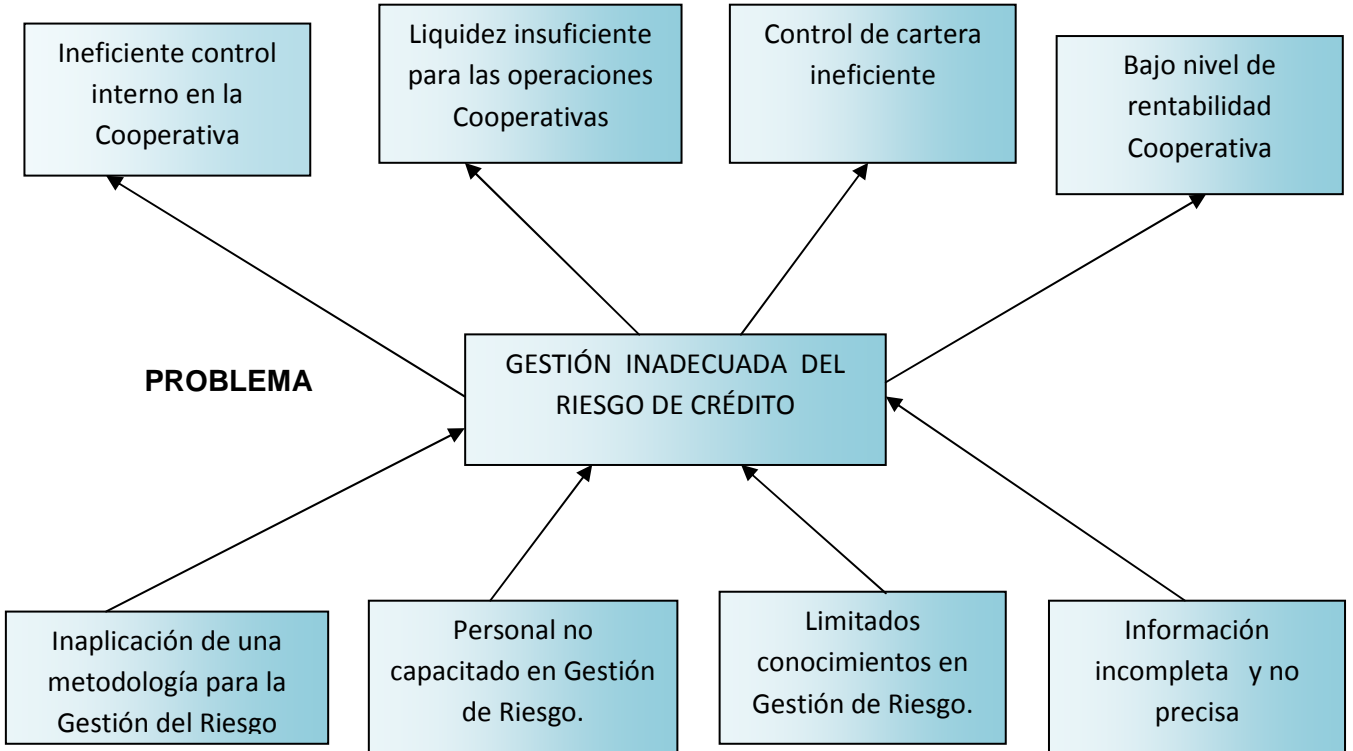 Ineficiente control
interno en la
Cooperativa
Liquidez insuficiente
para las operaciones
Cooperativas
Control de cartera
ineficiente
Bajo nivel de
rentabilidad
Cooperativa
PROBLEMA
GESTIÓN INADECUADA DEL
RIESGO DE CRÉDITO
Inaplicación de una
metodología para la
Gestión del Riesgo
Personal no
capacitado en Gestión
de Riesgo.
Limitados
conocimientos en
Gestión de Riesgo.
Información
incompleta y no
precisa